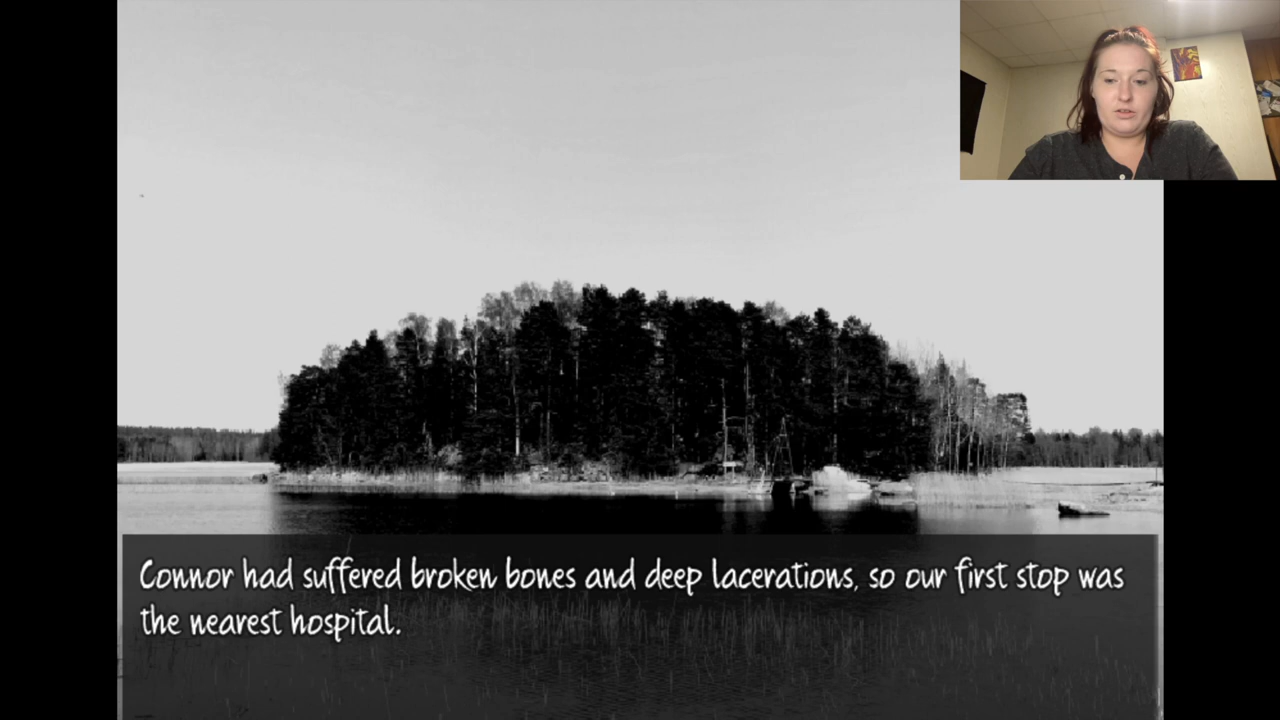 Connor had suffered broken bones and deep lacerations, so our first stop was
the nearest hospital.